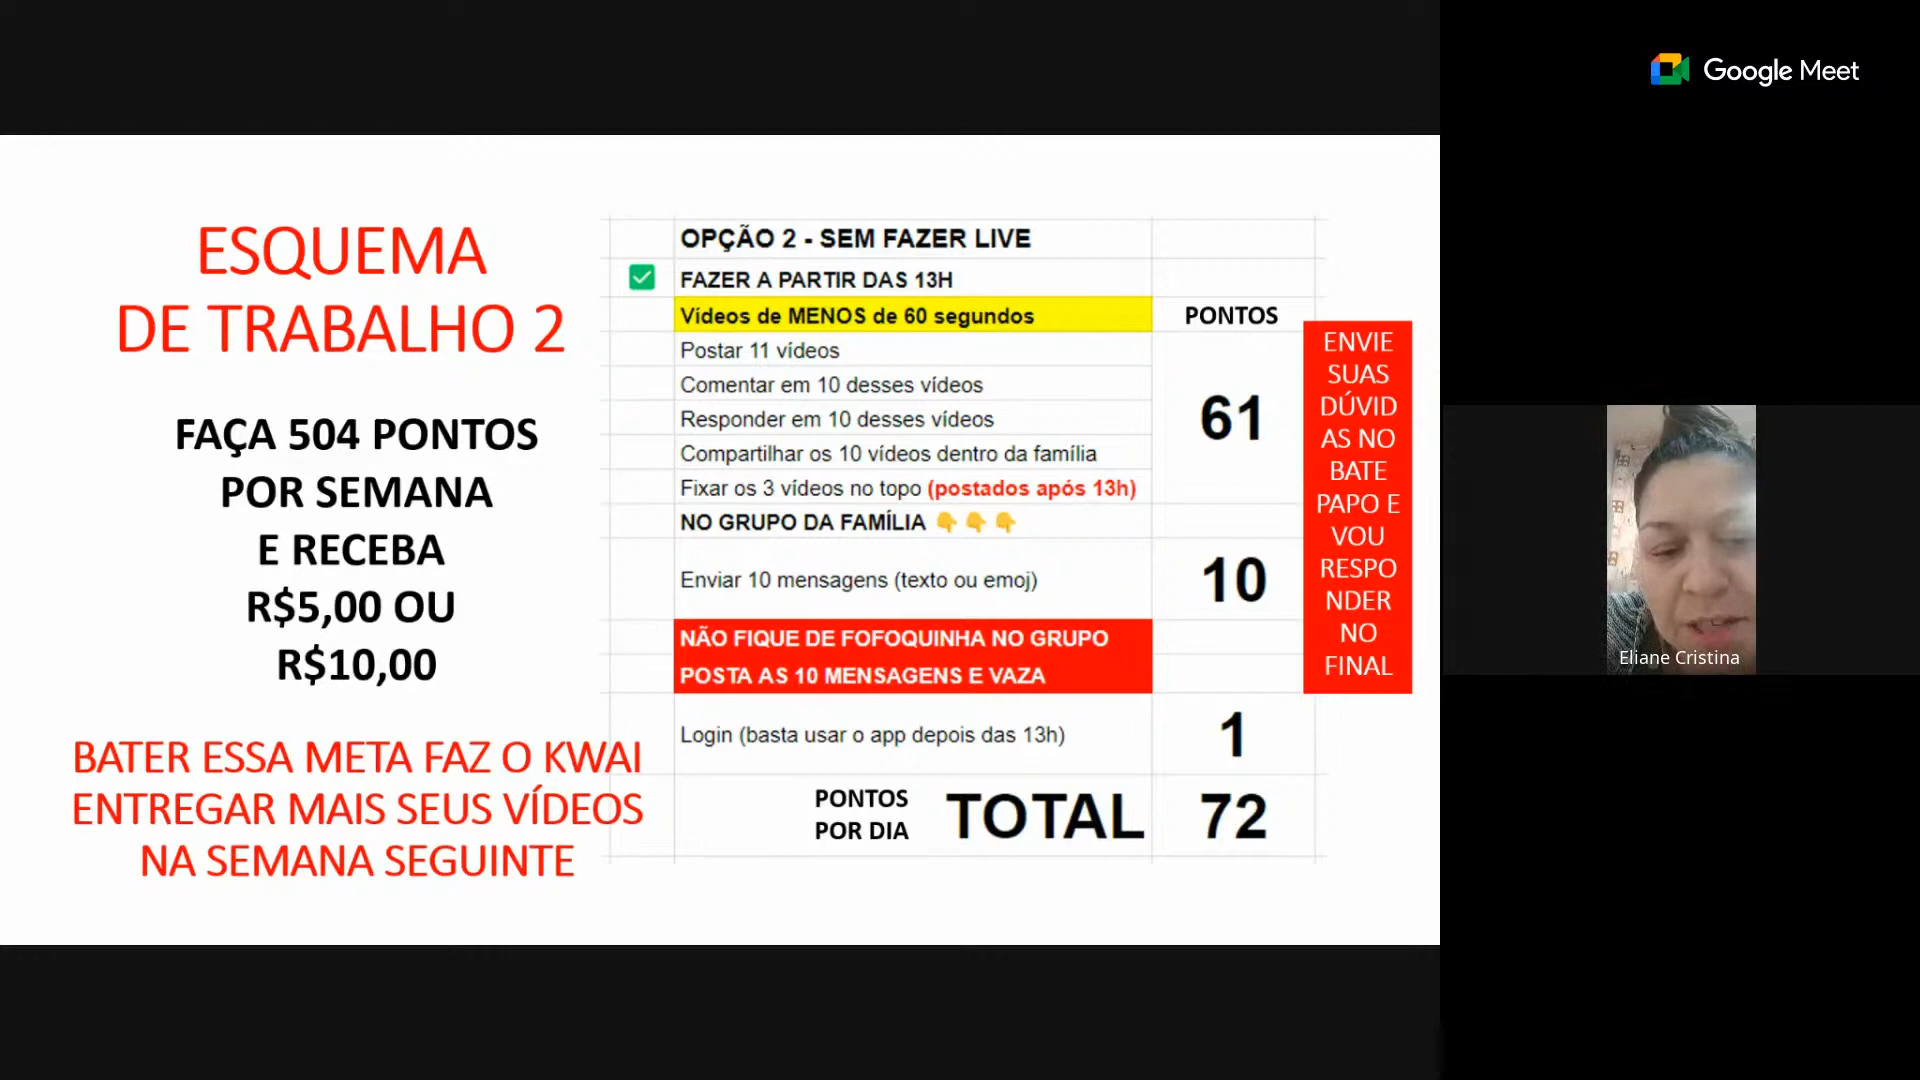 Google Meet
ESQUEMA
DE TRABALHO 2
FAÇA 504 PONTOS
POR SEMANA
E RECEBA
R$5,00 OU
R$10,00
BATER ESSA META FAZ O KWAI
ENTREGAR MAIS SEUS VÍDEOS
NA SEMANA SEGUINTE
OPÇÃO 2 - SEM FAZER LIVE
FAZER A PARTIR DAS 13H
Vídeos de MENOS de 60 segundos
PONTOS
Postar 11 vídeos
Comentar em 10 desses vídeos
Responder em 10 desses vídeos
61
Compartilhar os 10 vídeos dentro da família
Fixar os 3 vídeos no topo (postados após 13h)
NO GRUPO DA FAMÍLIA 👇👇👇
Enviar 10 mensagens (texto ou emoj)
10
NÃO FIQUE DE FOFOQUINHA NO GRUPO
POSTA AS 10 MENSAGENS E VAZA
Login (basta usar o app depois das 13h)
1
PONTOS
POR DIA
TOTAL
72
ENVIE
SUAS
DÚVID
AS NO
BATE
PAPO E
VOU
RESPO
NDER
NO
FINAL
Eliane Cristina